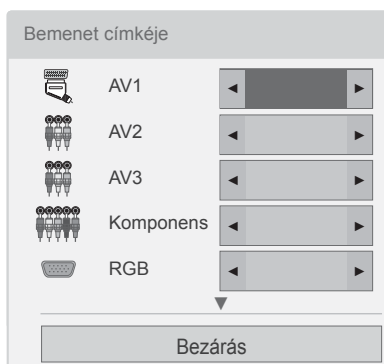 Bemenet címkéje
AV1
AV2
AV3
Komponens
RGB
Bezárás